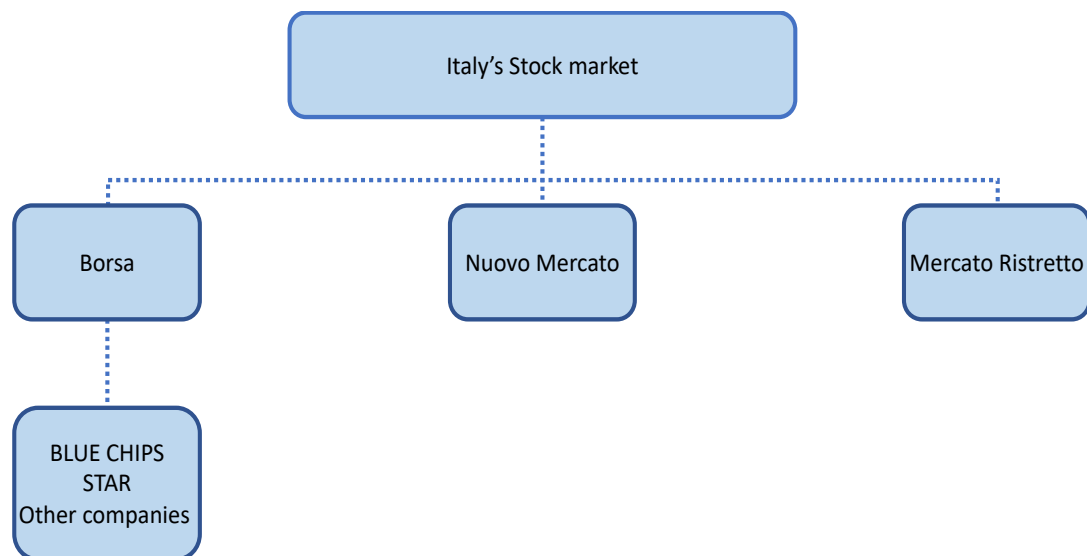 Italy’s Stock market
Borsa
Nuovo Mercato
Mercato Ristretto
BLUE CHIPS
STAR
Other companies